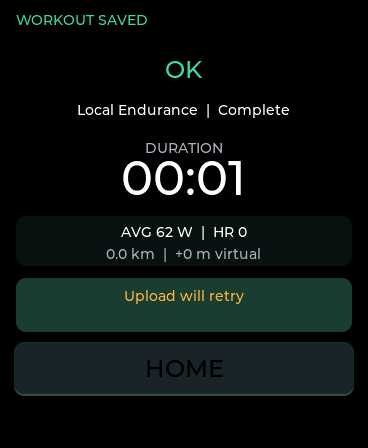 WORKOUT SAVED
OK
Local Endurance | Complete
DURATION
00:01
AVG 62 W | HR 0
0.0 km | +0 m virtual
Upload will retry
HOME